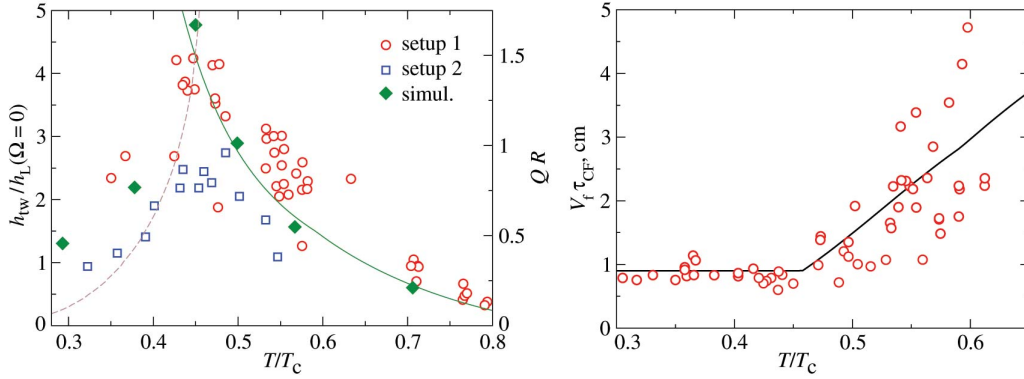 5
4
3
2
1
0
h_tw/h_L(Ω=0)
0.3 0.4 0.5 0.6 0.7 0.8
T/T_c
1.5
1
0.5
0
Q R
setup 1
setup 2
simul.
5
4
3
2
1
0
V_f τ_CF, cm
0.3 0.4 0.5 0.6
T/T_c